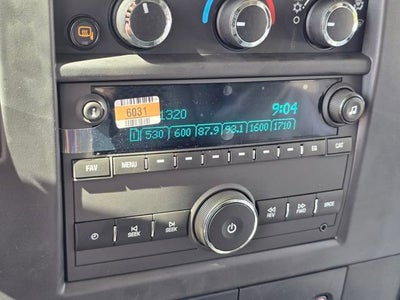 6031
1320
9:04
530 600 87.9 93.1 1600 1710
FAV MENU EQ CAT
SEEK SEEK REV FWD SRCE